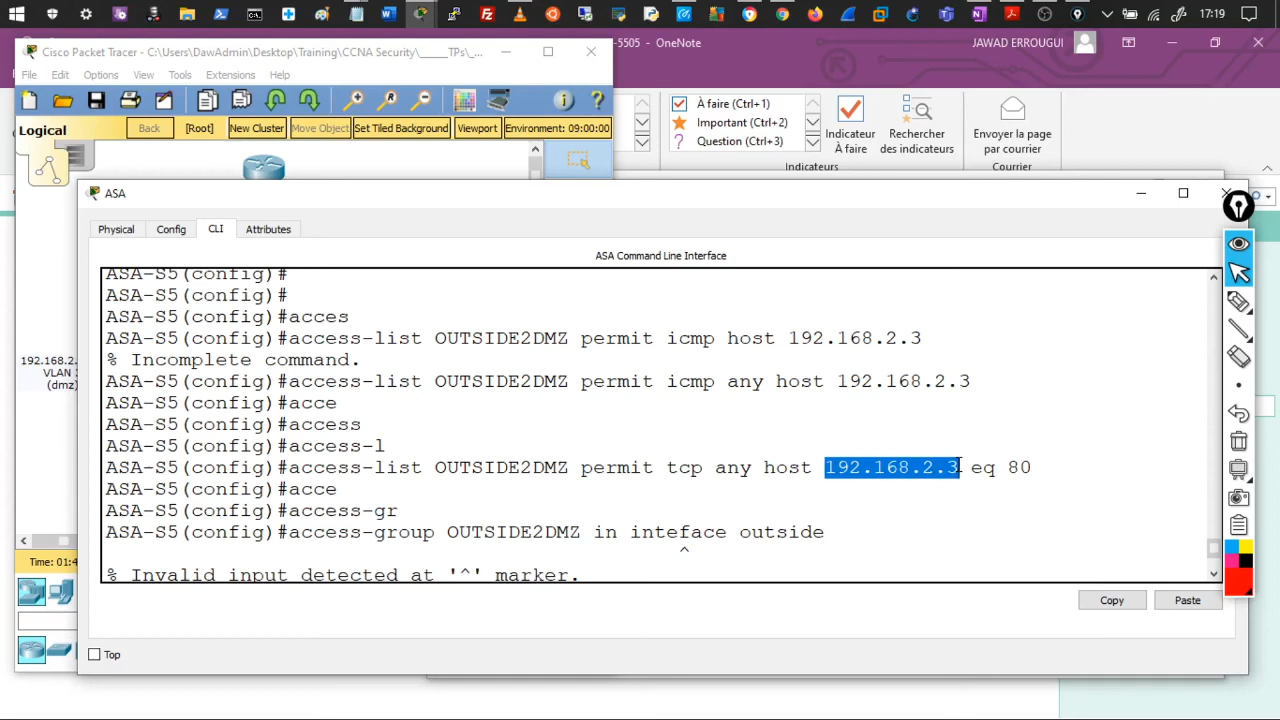 17:19
Cisco Packet Tracer - C:\Users\DawAdmin\Desktop\Training\CCNA Security\_____TPs\_...
-5505 - OneNote
JAWAD ERROUGUI
File Edit Options View Tools Extensions Help
À faire (Ctrl+1)
Important (Ctrl+2)
Question (Ctrl+3)
Indicateur
À faire
Rechercher
des indicateurs
Envoyer la page
par courrier
Indicateurs
Courrier
Logical
Back
[Root]
New Cluster
Move Object
Set Tiled Background
Viewport
Environment: 09:00:00
ASA
Physical Config CLI Attributes
ASA Command Line Interface
ASA-S5(config)#
ASA-S5(config)#
ASA-S5(config)#acces
ASA-S5(config)#access-list OUTSIDE2DMZ permit icmp host 192.168.2.3
% Incomplete command.
ASA-S5(config)#access-list OUTSIDE2DMZ permit icmp any host 192.168.2.3
ASA-S5(config)#acce
ASA-S5(config)#access
ASA-S5(config)#access-l
ASA-S5(config)#access-list OUTSIDE2DMZ permit tcp any host 192.168.2.3 eq 80
ASA-S5(config)#acce
ASA-S5(config)#access-gr
ASA-S5(config)#access-group OUTSIDE2DMZ in inteface outside
^
% Invalid input detected at '^' marker.
192.168.2.
VLAN
(dmz)
Time: 01:4
Copy
Paste
Top